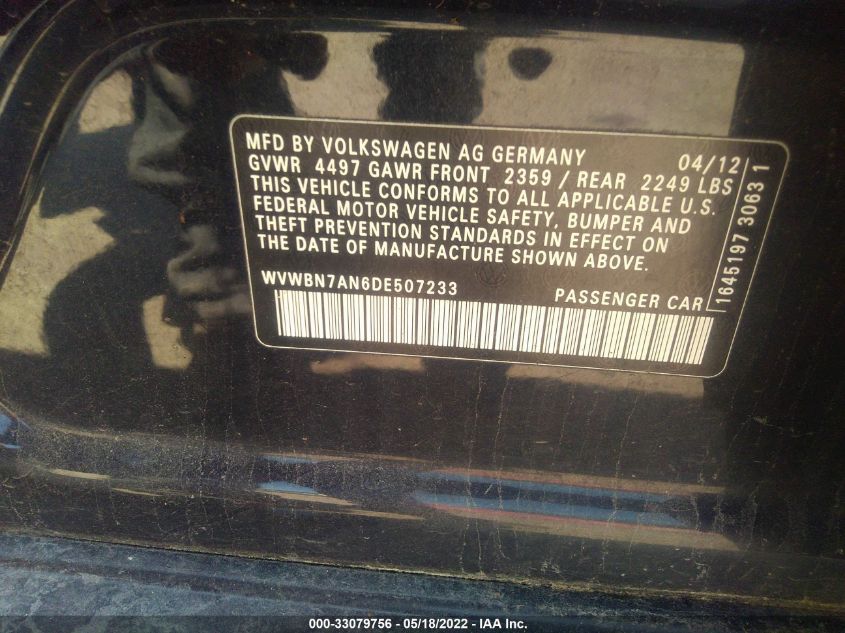 MFD BY VOLKSWAGEN AG GERMANY 04/12
GVWR 4497 GAWR FRONT 2359 / REAR 2249 LBS
THIS VEHICLE CONFORMS TO ALL APPLICABLE U.S.
FEDERAL MOTOR VEHICLE SAFETY, BUMPER AND
THEFT PREVENTION STANDARDS IN EFFECT ON
THE DATE OF MANUFACTURE SHOWN ABOVE.
WVWBN7AN6DE507233 PASSENGER CAR
1645197 3063 1
000-33079756 - 05/18/2022 - IAA Inc.